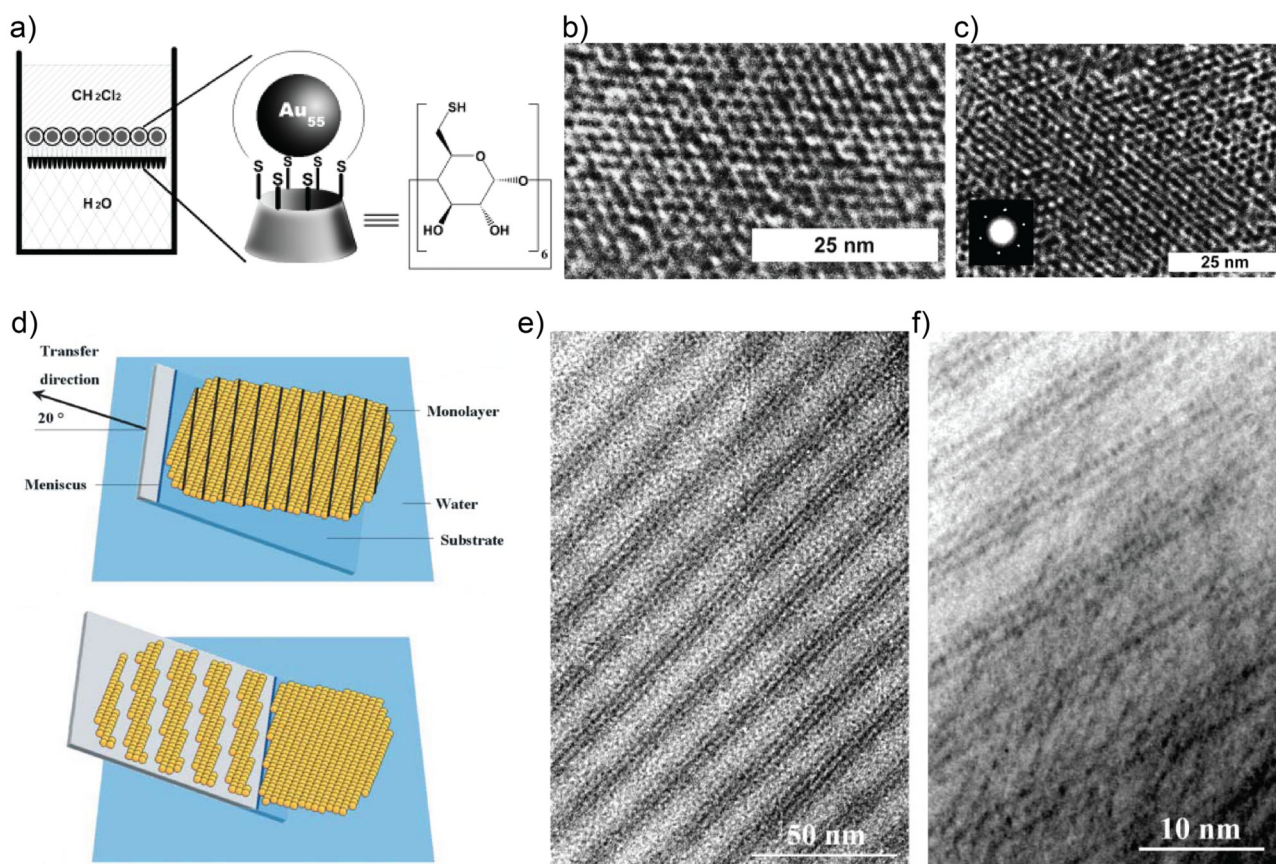 a)
CH2Cl2
H2O
Au55
S
S
S
S
S
S
SH
O
O
HO
OH
6
b)
25 nm
c)
25 nm
d)
Transfer
direction
20 °
Meniscus
Monolayer
Water
Substrate
e)
50 nm
f)
10 nm